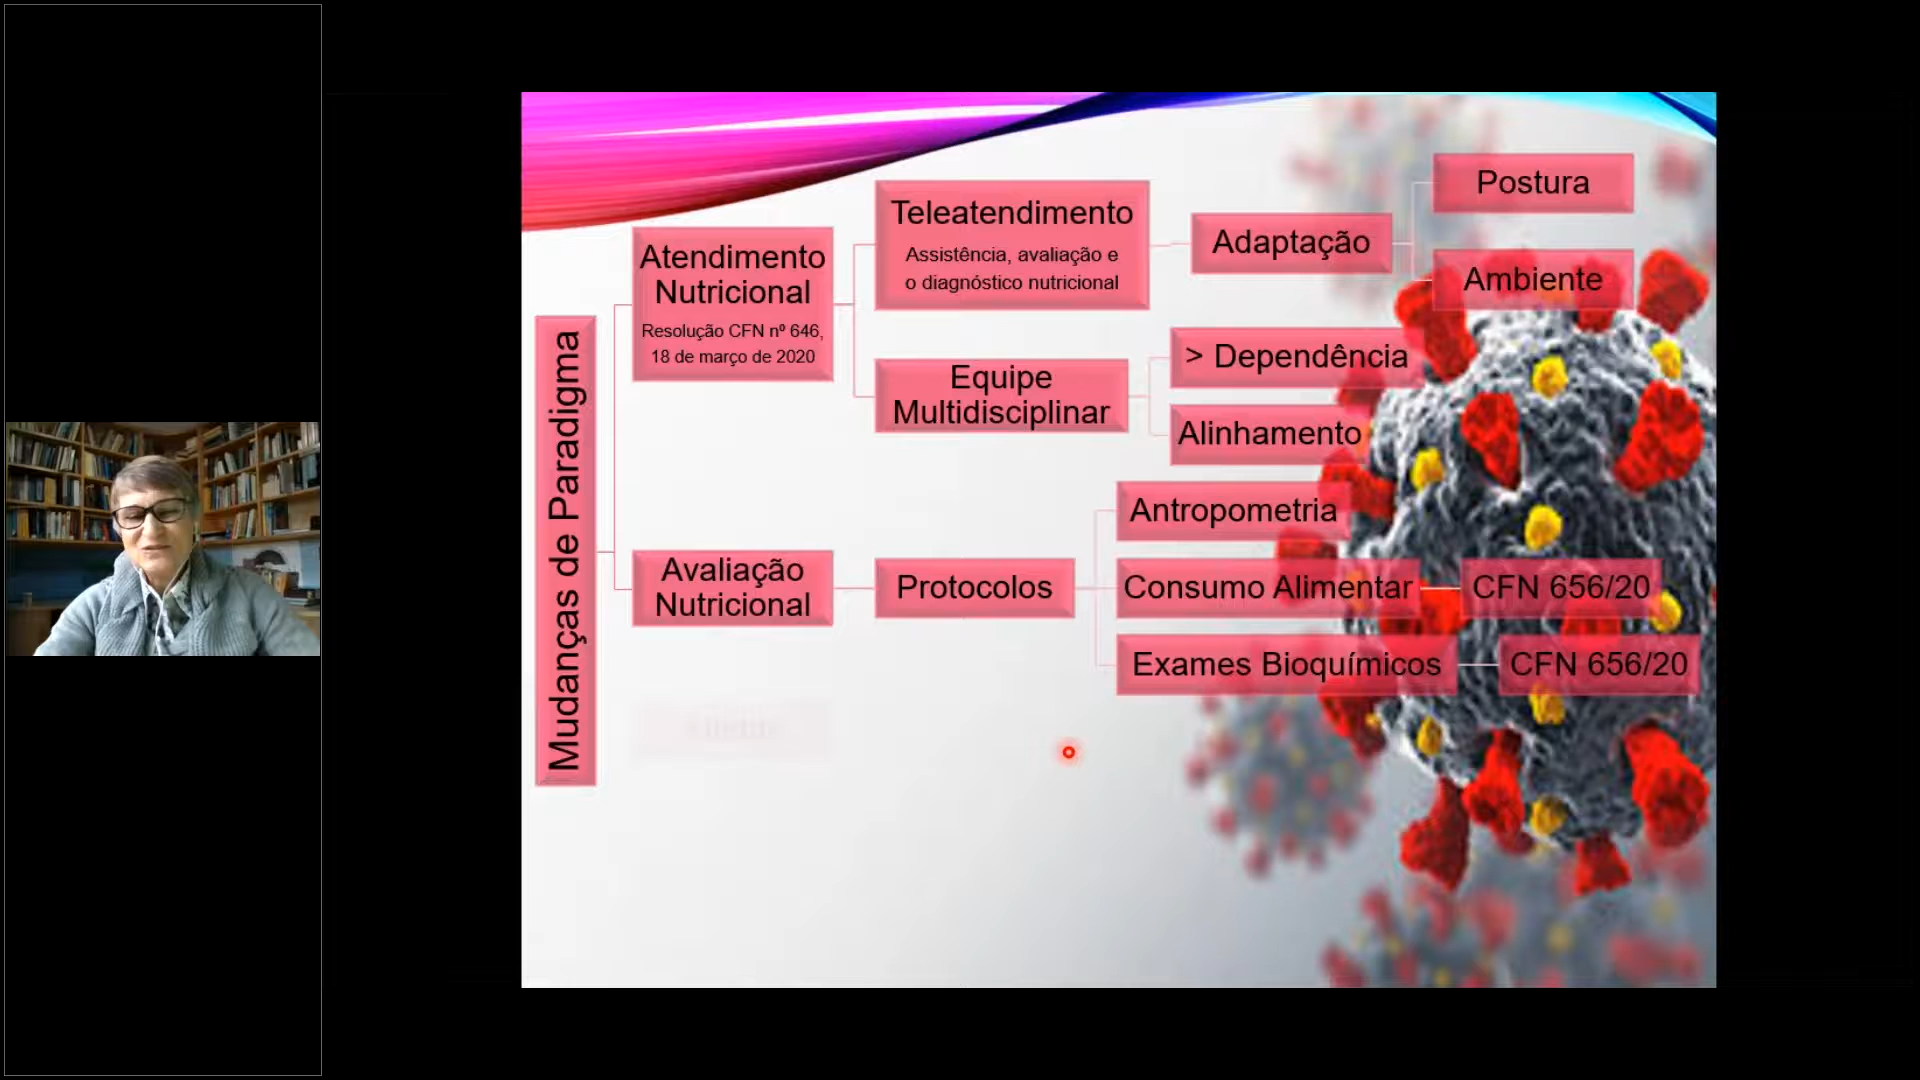 Mudanças de Paradigma
Atendimento
Nutricional
Resolução CFN nº 646,
18 de março de 2020
Teleatendimento
Assistência, avaliação e
o diagnóstico nutricional
Adaptação
Postura
Ambiente
Equipe
Multidisciplinar
> Dependência
Alinhamento
Avaliação
Nutricional
Protocolos
Antropometria
Consumo Alimentar
CFN 656/20
Exames Bioquímicos
CFN 656/20